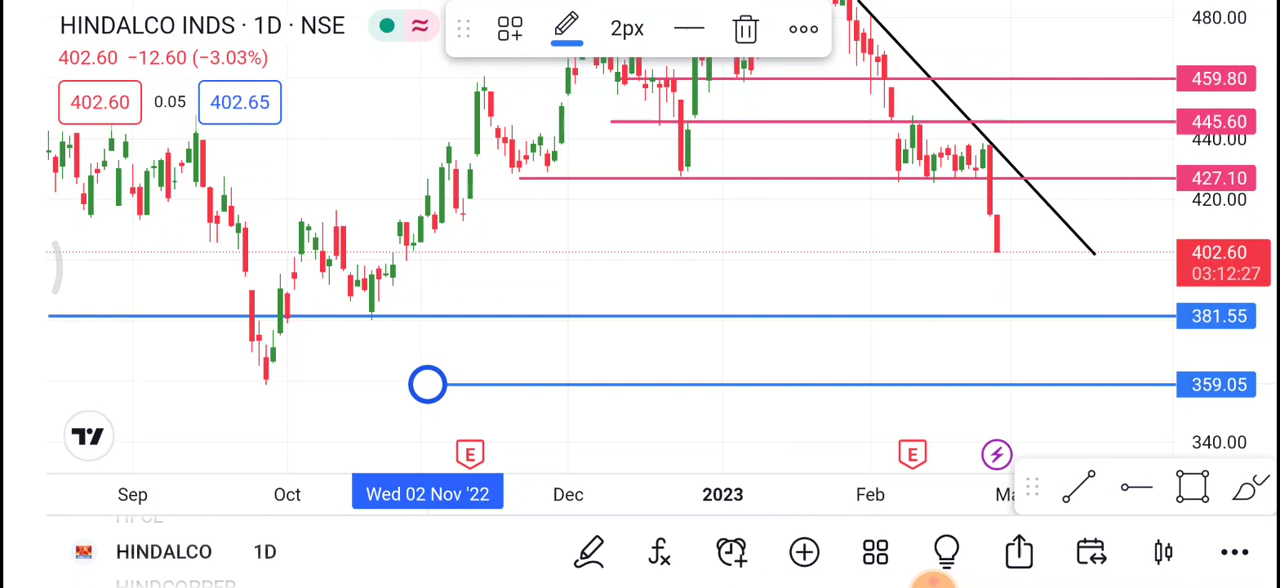 HINDALCO INDS · 1D · NSE
2px
402.60 −12.60 (−3.03%)
402.60 0.05 402.65
480.00
459.80
445.60
440.00
427.10
420.00
402.60
03:12:27
381.55
359.05
340.00
E E
Sep Oct Wed 02 Nov '22 Dec 2023 Feb
HINDALCO 1D
HINDCOPPER